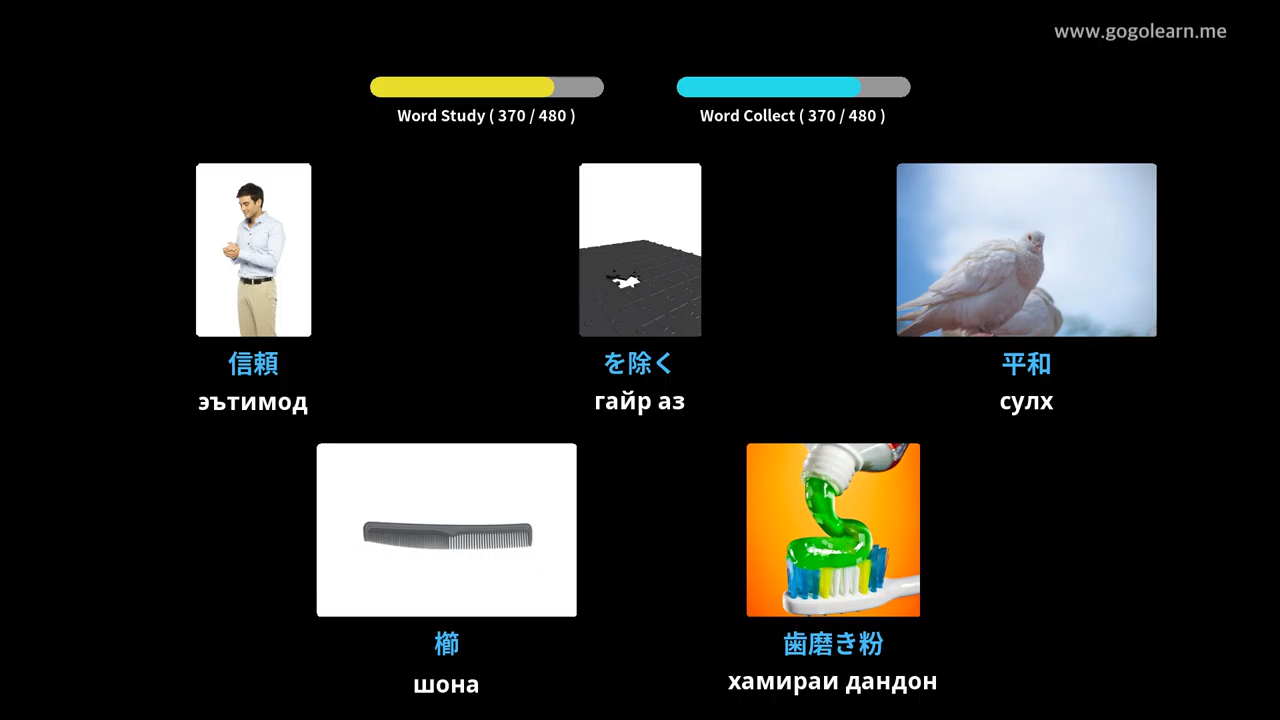 www.gogolearn.me
Word Study ( 370 / 480 )
Word Collect ( 370 / 480 )
信頼
эътимод
を除く
гайр аз
平和
сулх
櫛
шона
歯磨き粉
хамираи дандон